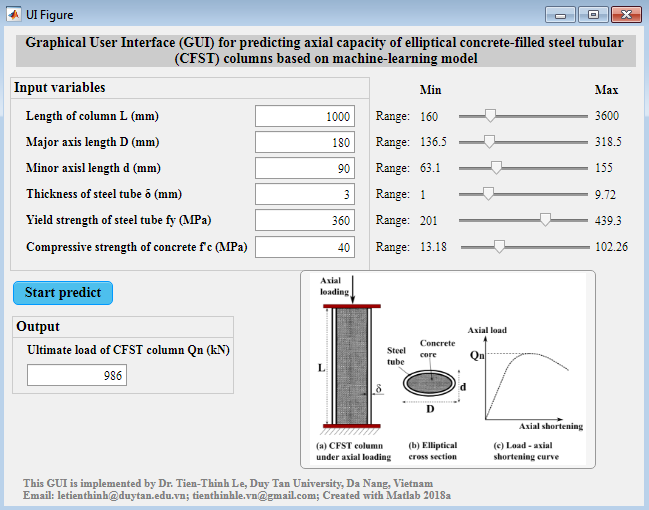 UI Figure
Graphical User Interface (GUI) for predicting axial capacity of elliptical concrete-filled steel tubular
(CFST) columns based on machine-learning model
Input variables
Min Max
Length of column L (mm) 1000 Range: 160 3600
Major axis length D (mm) 180 Range: 136.5 318.5
Minor axisl length d (mm) 90 Range: 63.1 155
Thickness of steel tube δ (mm) 3 Range: 1 9.72
Yield strength of steel tube fy (MPa) 360 Range: 201 439.3
Compressive strength of concrete f'c (MPa) 40 Range: 13.18 102.26
Start predict
Output
Ultimate load of CFST column Qn (kN)
986
Axial
loading
L
δ
(a) CFST column
under axial loading
Steel
tube
Concrete
core
d
D
(b) Elliptical
cross section
Axial load
Qn
Axial shortening
(c) Load - axial
shortening curve
This GUI is implemented by Dr. Tien-Thinh Le, Duy Tan University, Da Nang, Vietnam
Email: letienthinh@duytan.edu.vn; tienthinhle.vn@gmail.com; Created with Matlab 2018a